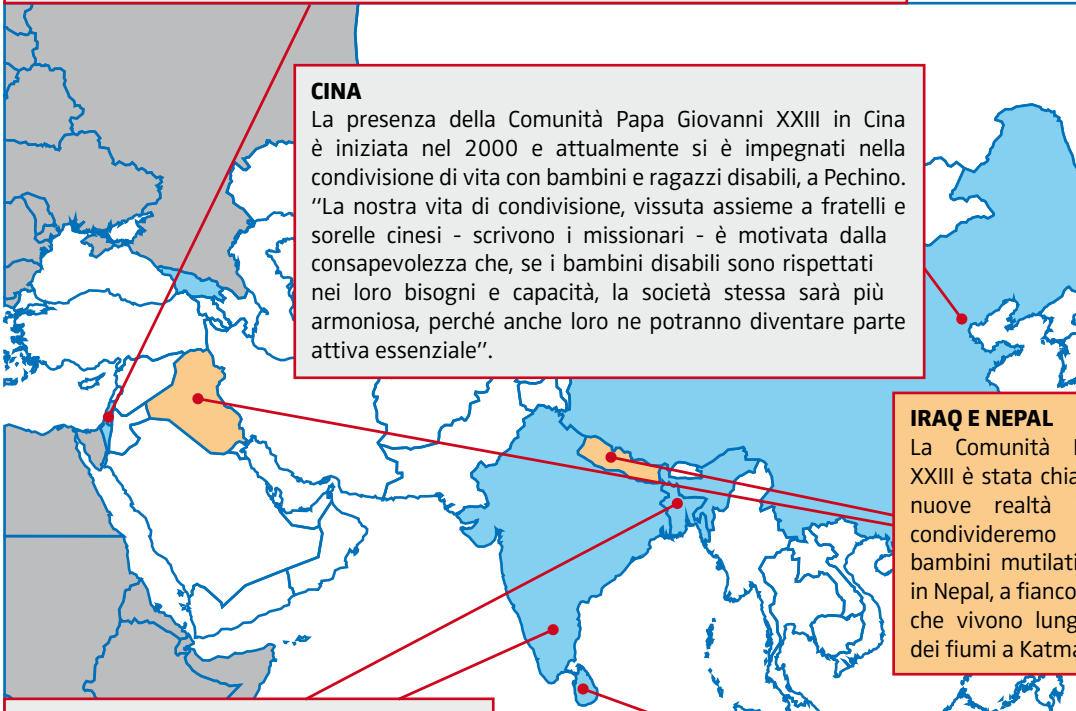 CINA
La presenza della Comunità Papa Giovanni XXIII in Cina
è iniziata nel 2000 e attualmente si è impegnati nella
condivisione di vita con bambini e ragazzi disabili, a Pechino.
"La nostra vita di condivisione, vissuta assieme a fratelli e
sorelle cinesi - scrivono i missionari - è motivata dalla
consapevolezza che, se i bambini disabili sono rispettati
nei loro bisogni e capacità, la società stessa sarà più
armoniosa, perché anche loro ne potranno diventare parte
attiva essenziale".
IRAQ E NEPAL
La Comunità
XXIII è stata chia
nuove realtà
condivideremo
bambini mutilati
in Nepal, a fianco
che vivono lung
dei fiumi a Katma